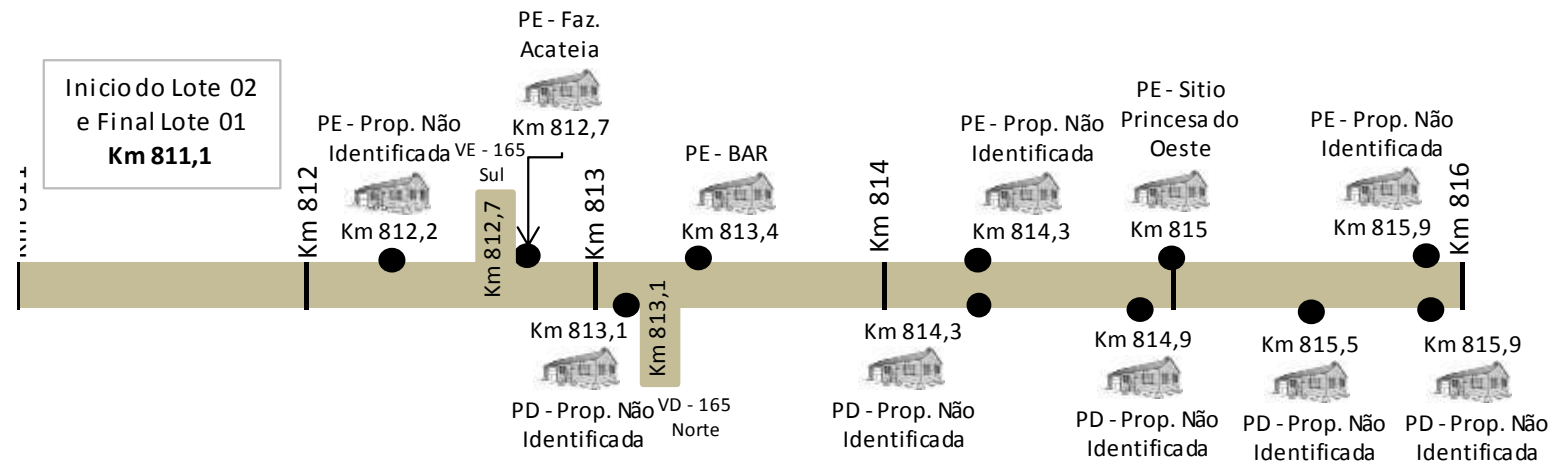 Inicio do Lote 02
e Final Lote 01
Km 811,1
Km 812
PE - Prop. Não
Identificada
Km 812,2
VE - 165
Sul
Km 812,7
PE - Faz.
Acateia
Km 812,7
Km 813
PE - BAR
Km 813,4
Km 814
PE - Prop. Não
Identificada
Km 814,3
PE - Sitio
Princesa do
Oeste
Km 815
PE - Prop. Não
Identificada
Km 815,9
Km 816
Km 813,1
PD - Prop. Não
Identificada
Km 813,1
VD - 165
Norte
Km 814,3
PD - Prop. Não
Identificada
Km 814,9
PD - Prop. Não
Identificada
Km 815,5
PD - Prop. Não
Identificada
Km 815,9
PD - Prop. Não
Identificada